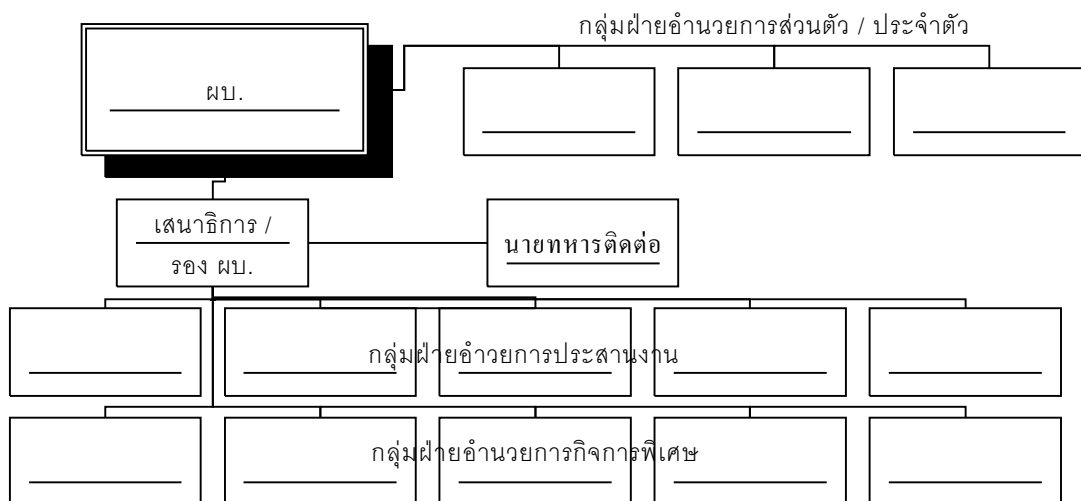 กลุ่มฝ่ายอำนวยการส่วนตัว / ประจำตัว
ผบ.
เสนาธิการ /
รอง ผบ.
นายทหารติดต่อ
กลุ่มฝ่ายอำวยการประสานงาน
กลุ่มฝ่ายอำนวยการกิจการพิเศษ